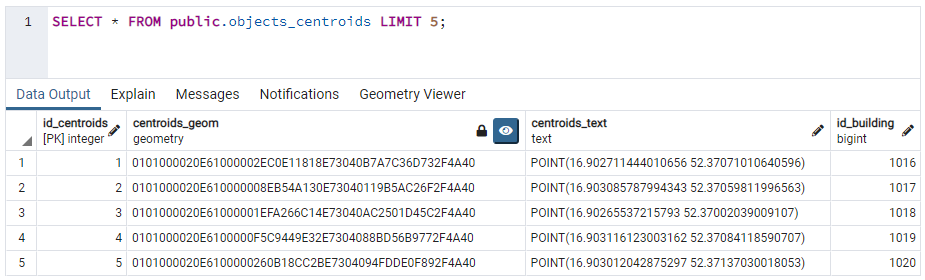 1 SELECT * FROM public.objects_centroids LIMIT 5;
Data Output Explain Messages Notifications Geometry Viewer
id_centroids centroids_geom centroids_text id_building
[PK] integer geometry text bigint
1 1 0101000020E61000002EC0E11818E73040B7A7C36D732F4A40 POINT(16.902711444010656 52.37071010640596) 1016
2 2 0101000020E610000008EB54A130E73040119B5AC26F2F4A40 POINT(16.903085787994343 52.37059811996563) 1017
3 3 0101000020E61000001EFA266C14E73040AC2501D45C2F4A40 POINT(16.90265537215793 52.37002039009107) 1018
4 4 0101000020E6100000F5C9449E32E7304088BD56B9772F4A40 POINT(16.903116123003162 52.37084118590707) 1019
5 5 0101000020E6100000260B18CC2BE7304094FDDE0F892F4A40 POINT(16.903012042875297 52.37137030018053) 1020